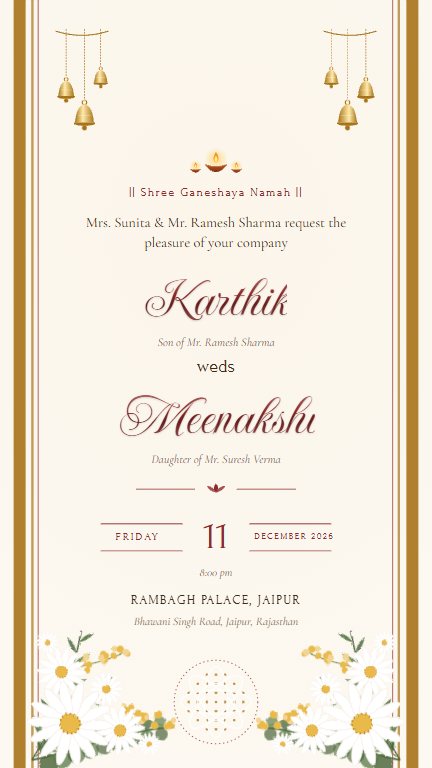 || Shree Ganeshaya Namah ||
Mrs. Sunita & Mr. Ramesh Sharma request the
pleasure of your company
Karthik
Son of Mr. Ramesh Sharma
weds
Meenakshi
Daughter of Mr. Suresh Verma
FRIDAY 11 DECEMBER 2026
8:00 pm
RAMBAGH PALACE, JAIPUR
Bhawani Singh Road, Jaipur, Rajasthan